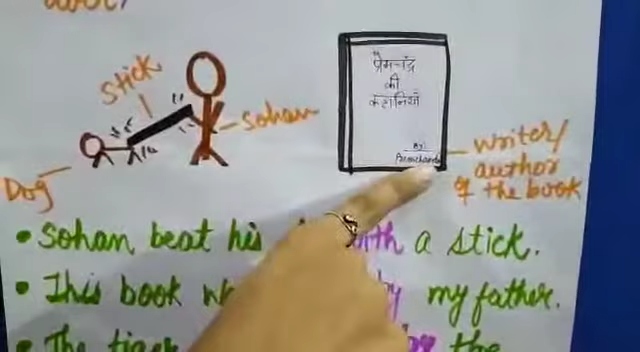 stick
sohan
Dog
प्रेमचंद्र
की
कहानियाँ
By:
writer/
author
of the book
• Sohan beat his with a stick.
• This book by my father.
• The the